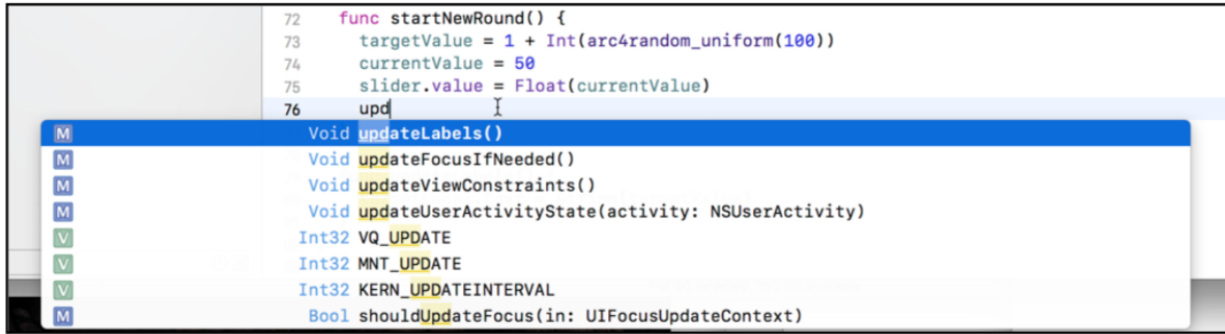 72 func startNewRound() {
73 targetValue = 1 + Int(arc4random_uniform(100))
74 currentValue = 50
75 slider.value = Float(currentValue)
76 upd
M Void updateLabels()
M Void updateFocusIfNeeded()
M Void updateViewConstraints()
M Void updateUserActivityState(activity: NSUserActivity)
V Int32 VQ_UPDATE
V Int32 MNT_UPDATE
V Int32 KERN_UPDATEINTERVAL
M Bool shouldUpdateFocus(in: UIFocusUpdateContext)